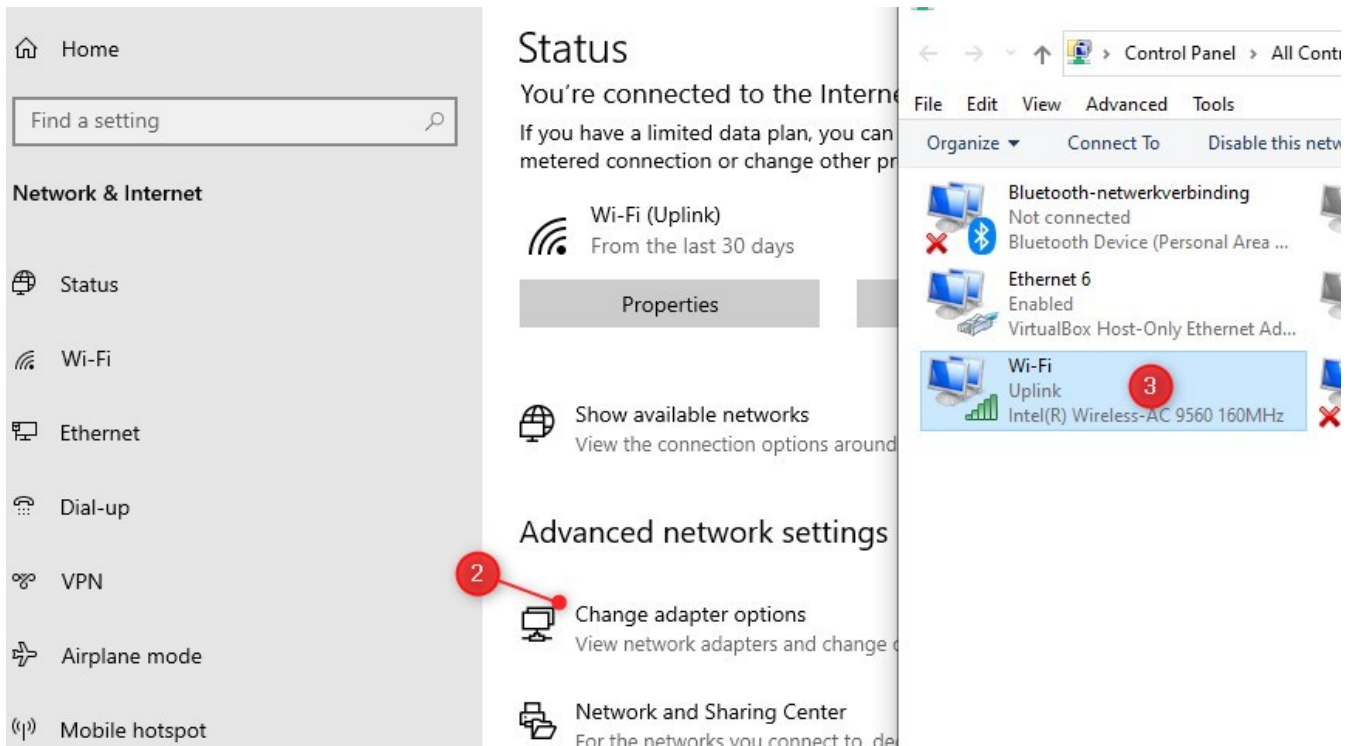 Home
Find a setting
Network & Internet
Status
Wi-Fi
Ethernet
Dial-up
VPN
Airplane mode
Mobile hotspot
Status
You're connected to the Interne
If you have a limited data plan, you can
metered connection or change other pr
Wi-Fi (Uplink)
From the last 30 days
Properties
Show available networks
View the connection options around
Advanced network settings
2
Change adapter options
View network adapters and change
Network and Sharing Center
For the networks you connect to, de
Control Panel > All Contr
File Edit View Advanced Tools
Organize Connect To Disable this netw
Bluetooth-netwerkverbinding
Not connected
Bluetooth Device (Personal Area ...
Ethernet 6
Enabled
VirtualBox Host-Only Ethernet Ad...
Wi-Fi
Uplink
3
Intel(R) Wireless-AC 9560 160MHz